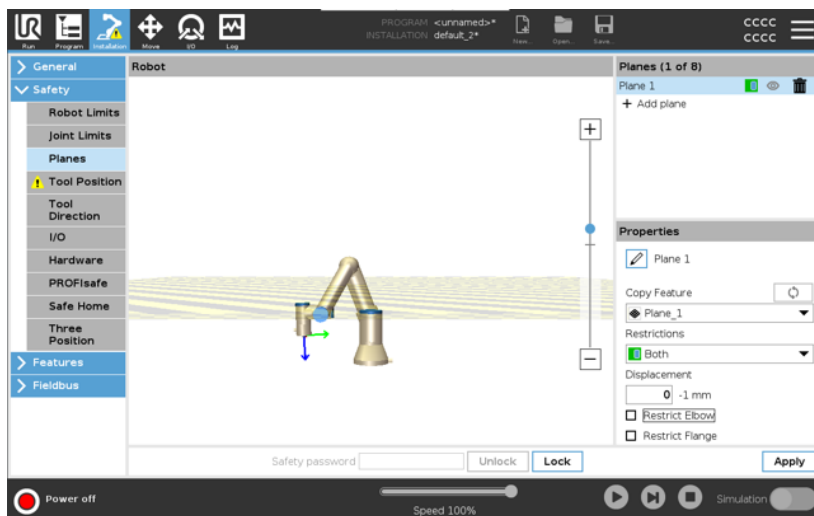 UR
PROGRAM <unnamed>*
INSTALLATION default_2*
CCCC
CCCC
Run
Program
Installation
Move
I/O
Log
New...
Open...
Save...
General
Robot
Planes (1 of 8)
Safety
Plane 1
Robot Limits
+ Add plane
Joint Limits
Planes
Tool Position
Tool
Direction
I/O
Properties
Hardware
Plane 1
PROFIsafe
Copy Feature
Safe Home
Plane_1
Three
Position
Restrictions
Both
Features
Displacement
Fieldbus
0 -1 mm
Restrict Elbow
Restrict Flange
Safety password
Unlock
Lock
Apply
Power off
Speed 100%
Simulation